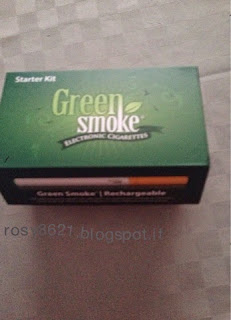 Starter Kit
Green
smoke®
ELECTRONIC CIGARETTES
Green Smoke® | Rechargeable
rosy3621.blogspot.it